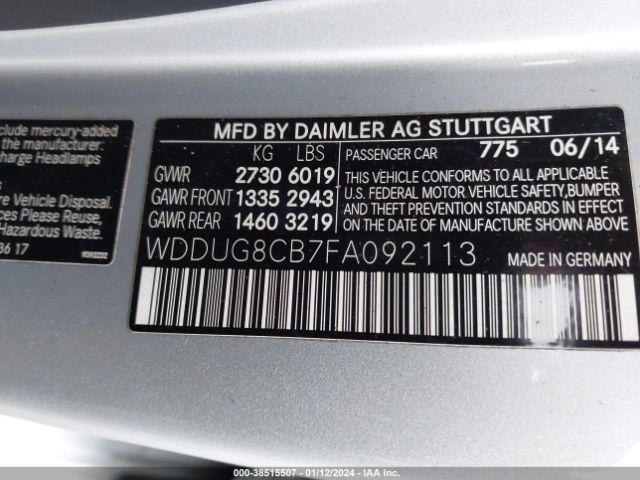 clude mercury-added
the manufacturer:
harge Headlamps
re Vehicle Disposal.
ces Please Reuse,
Hazardous Waste.
36 17
MFD BY DAIMLER AG STUTTGART
KG LBS
GVWR 2730 6019
GAWR FRONT 1335 2943
GAWR REAR 1460 3219
PASSENGER CAR 775 06/14
THIS VEHICLE CONFORMS TO ALL APPLICABLE
U.S. FEDERAL MOTOR VEHICLE SAFETY, BUMPER
AND THEFT PREVENTION STANDARDS IN EFFECT
ON THE DATE OF MANUFACTURE SHOWN ABOVE.
WDDUG8CB7FA092113 MADE IN GERMANY
000-38515507 - 01/12/2024 - IAA Inc.